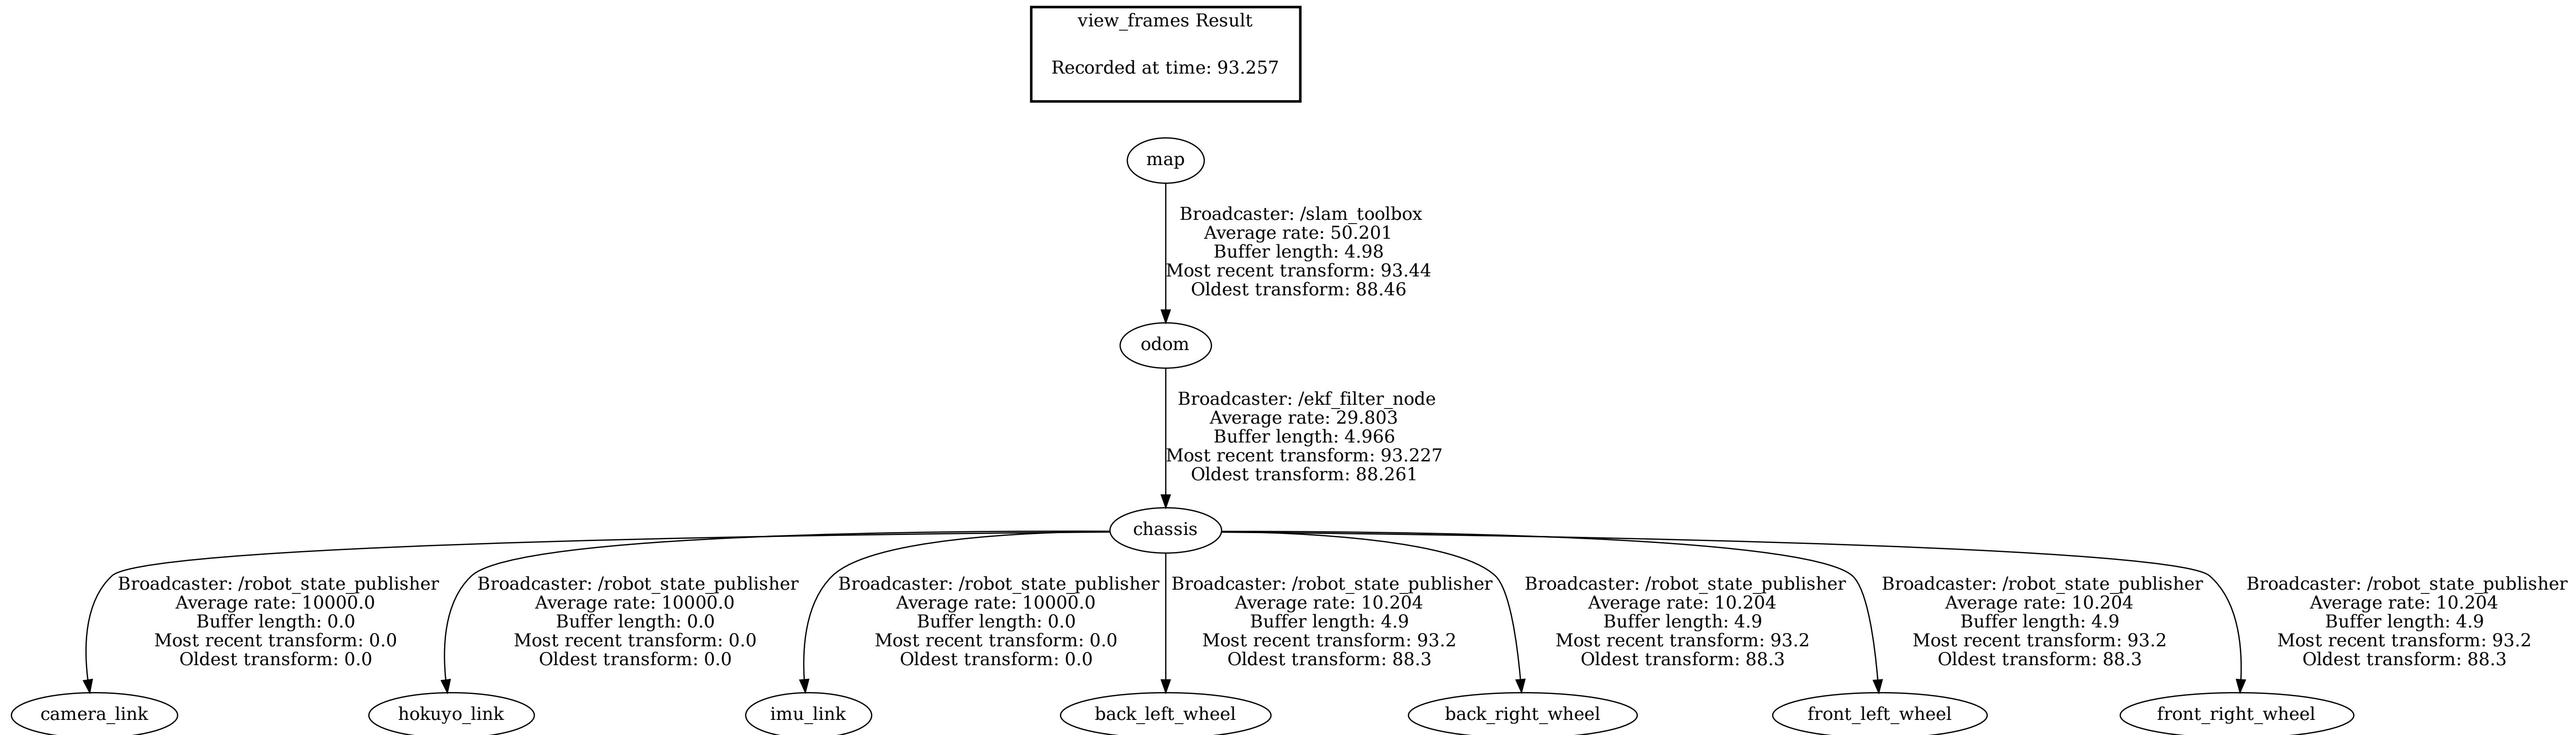 view_frames Result
Recorded at time: 93.257
map
Broadcaster: /slam_toolbox
Average rate: 50.201
Buffer length: 4.98
Most recent transform: 93.44
Oldest transform: 88.46
odom
Broadcaster: /ekf_filter_node
Average rate: 29.803
Buffer length: 4.966
Most recent transform: 93.227
Oldest transform: 88.261
chassis
Broadcaster: /robot_state_publisher
Average rate: 10000.0
Buffer length: 0.0
Most recent transform: 0.0
Oldest transform: 0.0
Broadcaster: /robot_state_publisher
Average rate: 10000.0
Buffer length: 0.0
Most recent transform: 0.0
Oldest transform: 0.0
Broadcaster: /robot_state_publisher
Average rate: 10000.0
Buffer length: 0.0
Most recent transform: 0.0
Oldest transform: 0.0
Broadcaster: /robot_state_publisher
Average rate: 10.204
Buffer length: 4.9
Most recent transform: 93.2
Oldest transform: 88.3
Broadcaster: /robot_state_publisher
Average rate: 10.204
Buffer length: 4.9
Most recent transform: 93.2
Oldest transform: 88.3
Broadcaster: /robot_state_publisher
Average rate: 10.204
Buffer length: 4.9
Most recent transform: 93.2
Oldest transform: 88.3
Broadcaster: /robot_state_publisher
Average rate: 10.204
Buffer length: 4.9
Most recent transform: 93.2
Oldest transform: 88.3
camera_link
hokuyo_link
imu_link
back_left_wheel
back_right_wheel
front_left_wheel
front_right_wheel